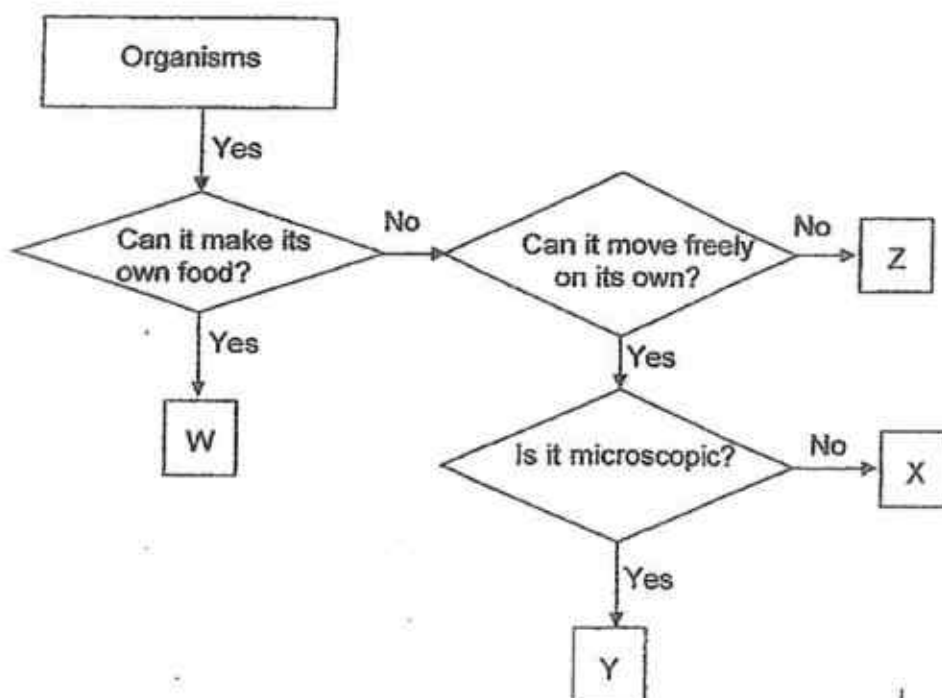 Organisms
Yes
Can it make its
own food?
No
Can it move freely
on its own?
No
Z
Yes
W
Yes
Is it microscopic?
No
X
Yes
Y